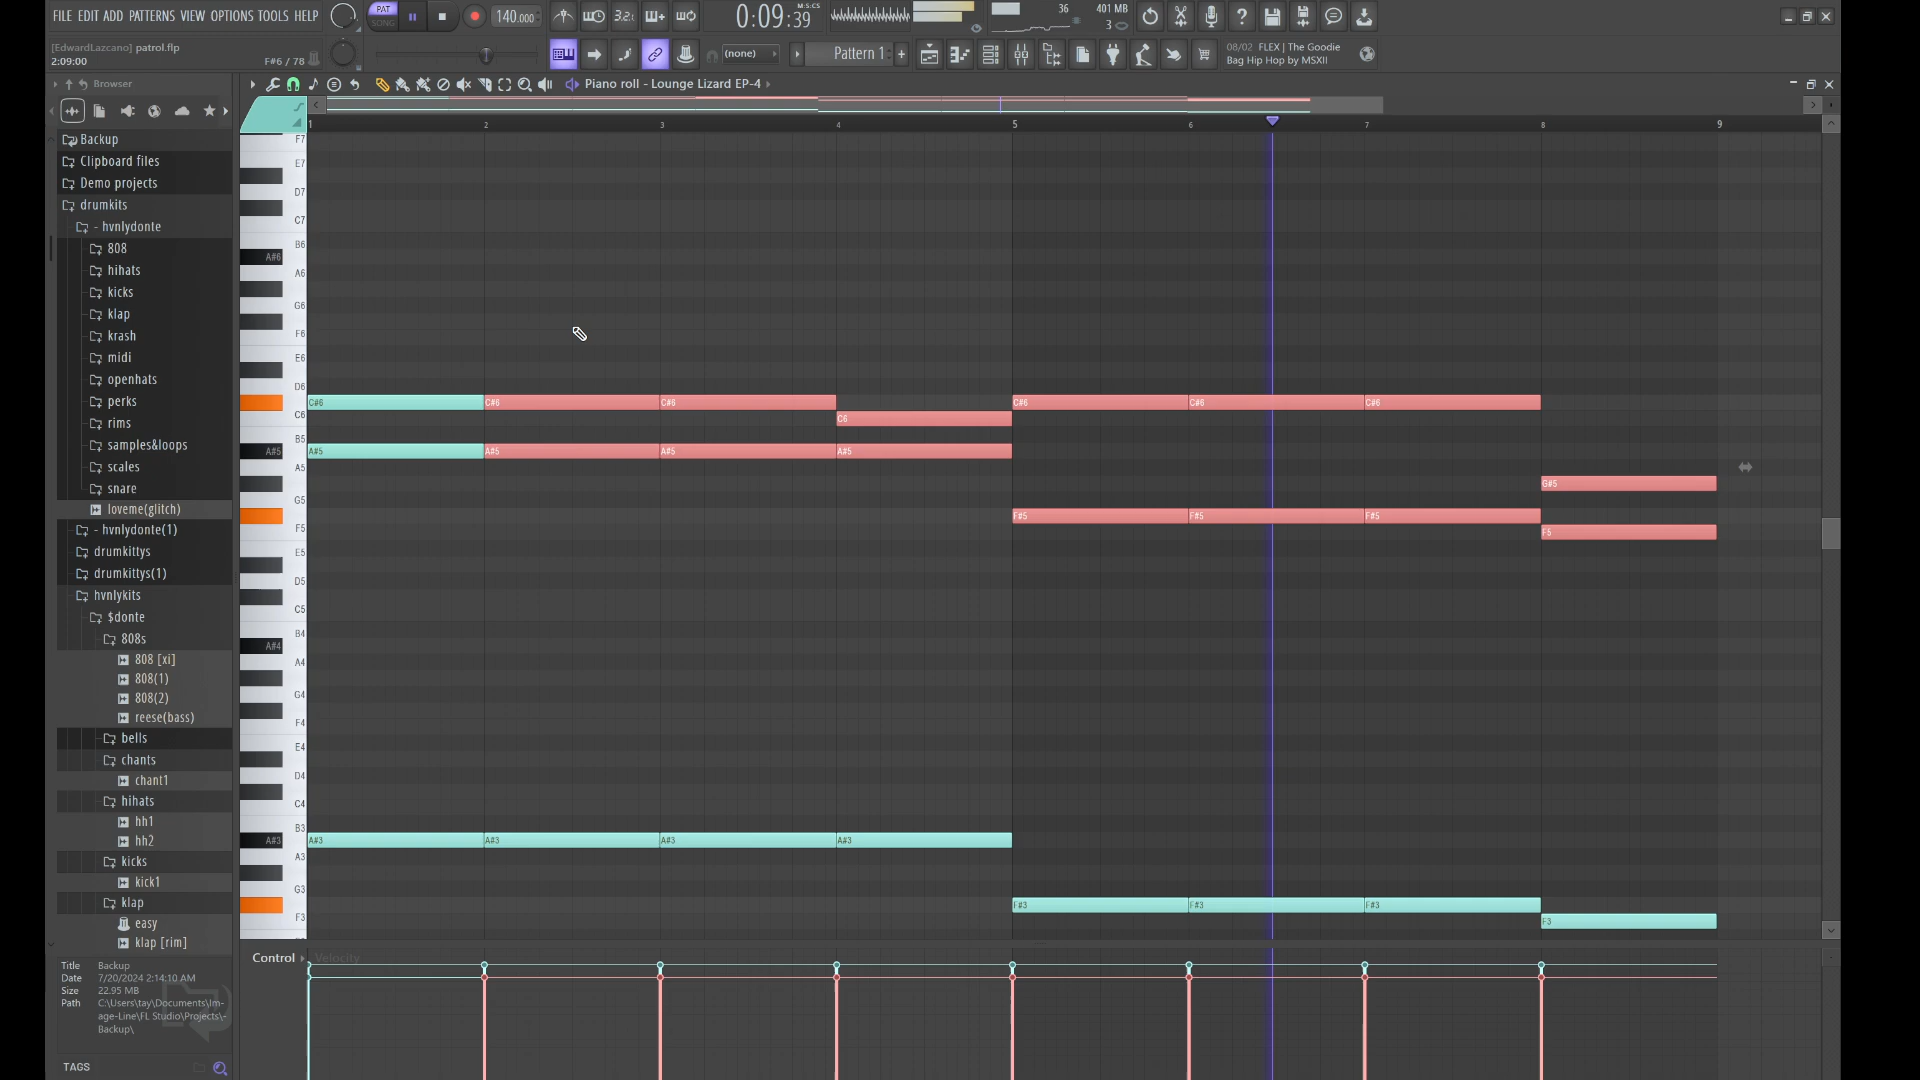 FILE EDIT ADD PATTERNS VIEW OPTIONS TOOLS HELP
PAT
SONG
140.000
3.2.
0:09:39
M:S:CS
36
401 MB
3
[EdwardLazcano] patrol.flp
2:09:00
F#6 / 78
(none)
Pattern 1
08/02 FLEX | The Goodie
Bag Hip Hop by MSXII
Browser
Piano roll - Lounge Lizard EP-4
1 2 3 4 5 6 7 8 9
Backup
Clipboard files
Demo projects
drumkits
- hvnlydonte
808
hihats
kicks
klap
krash
midi
openhats
perks
rims
samples&loops
scales
snare
loveme(glitch)
- hvnlydonte(1)
drumkittys
drumkittys(1)
hvnlykits
$donte
808s
808 [xi]
808(1)
808(2)
reese(bass)
bells
chants
chant1
hihats
hh1
hh2
kicks
kick1
klap
easy
klap [rim]
F7
E7
D7
C7
B6
A#6
A6
G6
F6
E6
D6
C6
B5
A#5
A5
G5
F5
E5
D5
C5
B4
A#4
A4
G4
F4
E4
D4
C4
B3
A#3
A3
G3
F3
C#6 C#6 C#6 C#6 C#6 C#6
C6
A#5 A#5 A#5 A#5
G#5
F#5 F#5 F#5
F5
A#3 A#3 A#3 A#3
F#3 F#3 F#3
F3
Control Velocity
Title Backup
Date 7/20/2024 2:14:10 AM
Size 22.95 MB
Path C:\Users\tay\Documents\Im-
age-Line\FL Studio\Projects\-
Backup\
TAGS